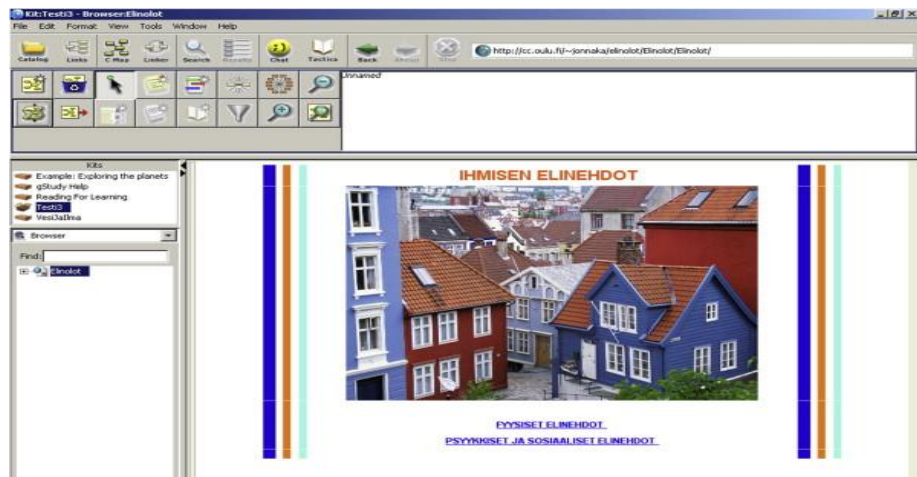 Kit:Testi3 - Browser:Elinolot
File Edit Format View Tools Window Help
Catalog Links C Map Linker Search Results Chat Tactica Back Ahead Stop
http://cc.oulu.fi/~jonnaka/elinolot/Elinolot/Elinolot/
Unnamed
Kits
Example: Exploring the planets
gStudy Help
Reading For Learning
Testi3
VesiJaIlma
Browser
Find:
Elinolot
IHMISEN ELINEHDOT
FYYSISET ELINEHDOT
PSYYKKISET JA SOSIAALISET ELINEHDOT